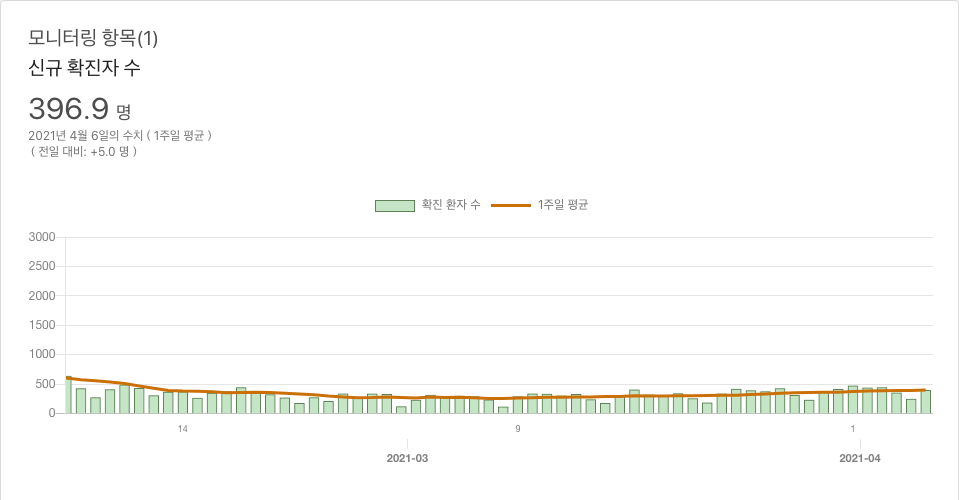 모니터링 항목(1)
신규 확진자 수
396.9 명
2021년 4월 6일의 수치 ( 1주일 평균 )
( 전일 대비: +5.0 명 )
확진 환자 수 1주일 평균
3000
2500
2000
1500
1000
500
0
14 9 1
2021-03 2021-04